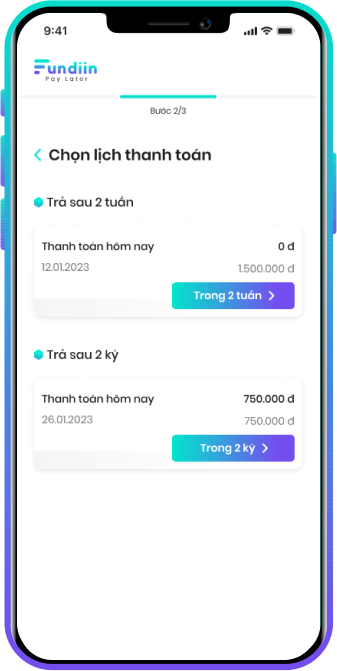 9:41
Fundiin
Pay Later
Bước 2/3
Chọn lịch thanh toán
Trả sau 2 tuần
Thanh toán hôm nay 0 đ
12.01.2023 1.500.000 đ
Trong 2 tuần
Trả sau 2 kỳ
Thanh toán hôm nay 750.000 đ
26.01.2023 750.000 đ
Trong 2 kỳ